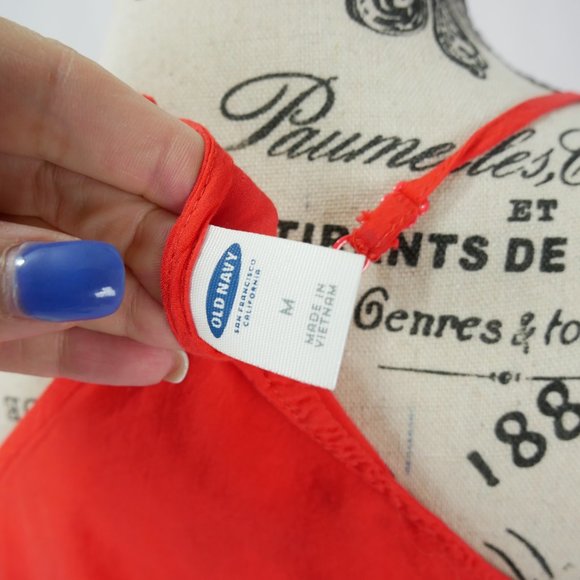 Paumelles,
ET
TIRANTS DE
Genres & to
188
OLD NAVY
SAN FRANCISCO
CALIFORNIA
M
MADE IN
VIETNAM